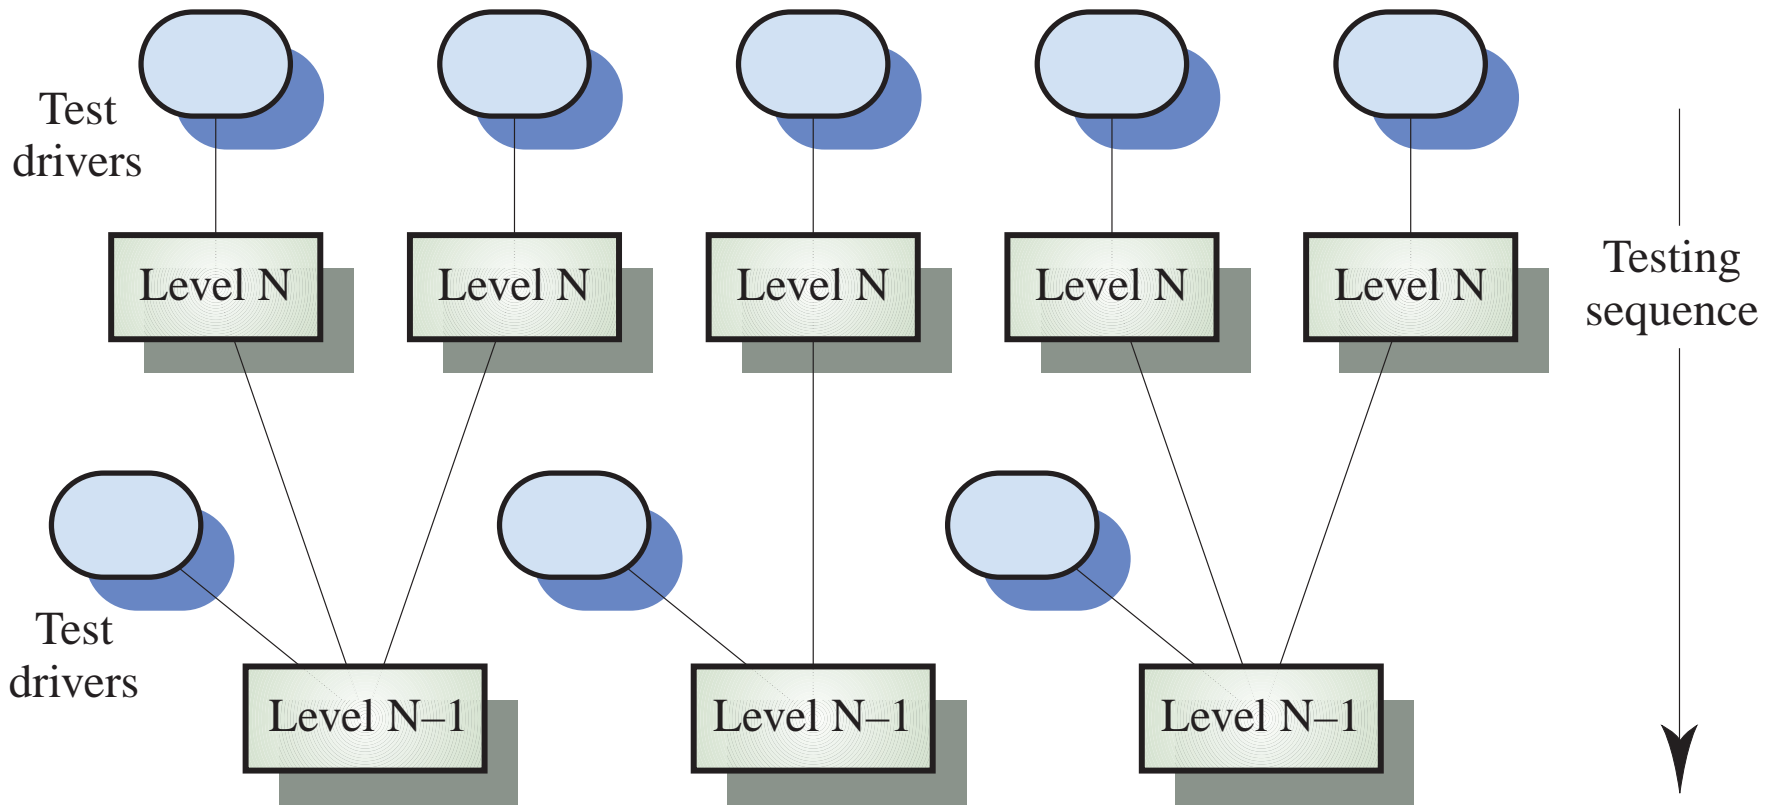 Test
drivers
Level N
Level N
Level N
Level N
Level N
Testing
sequence
Test
drivers
Level N–1
Level N–1
Level N–1